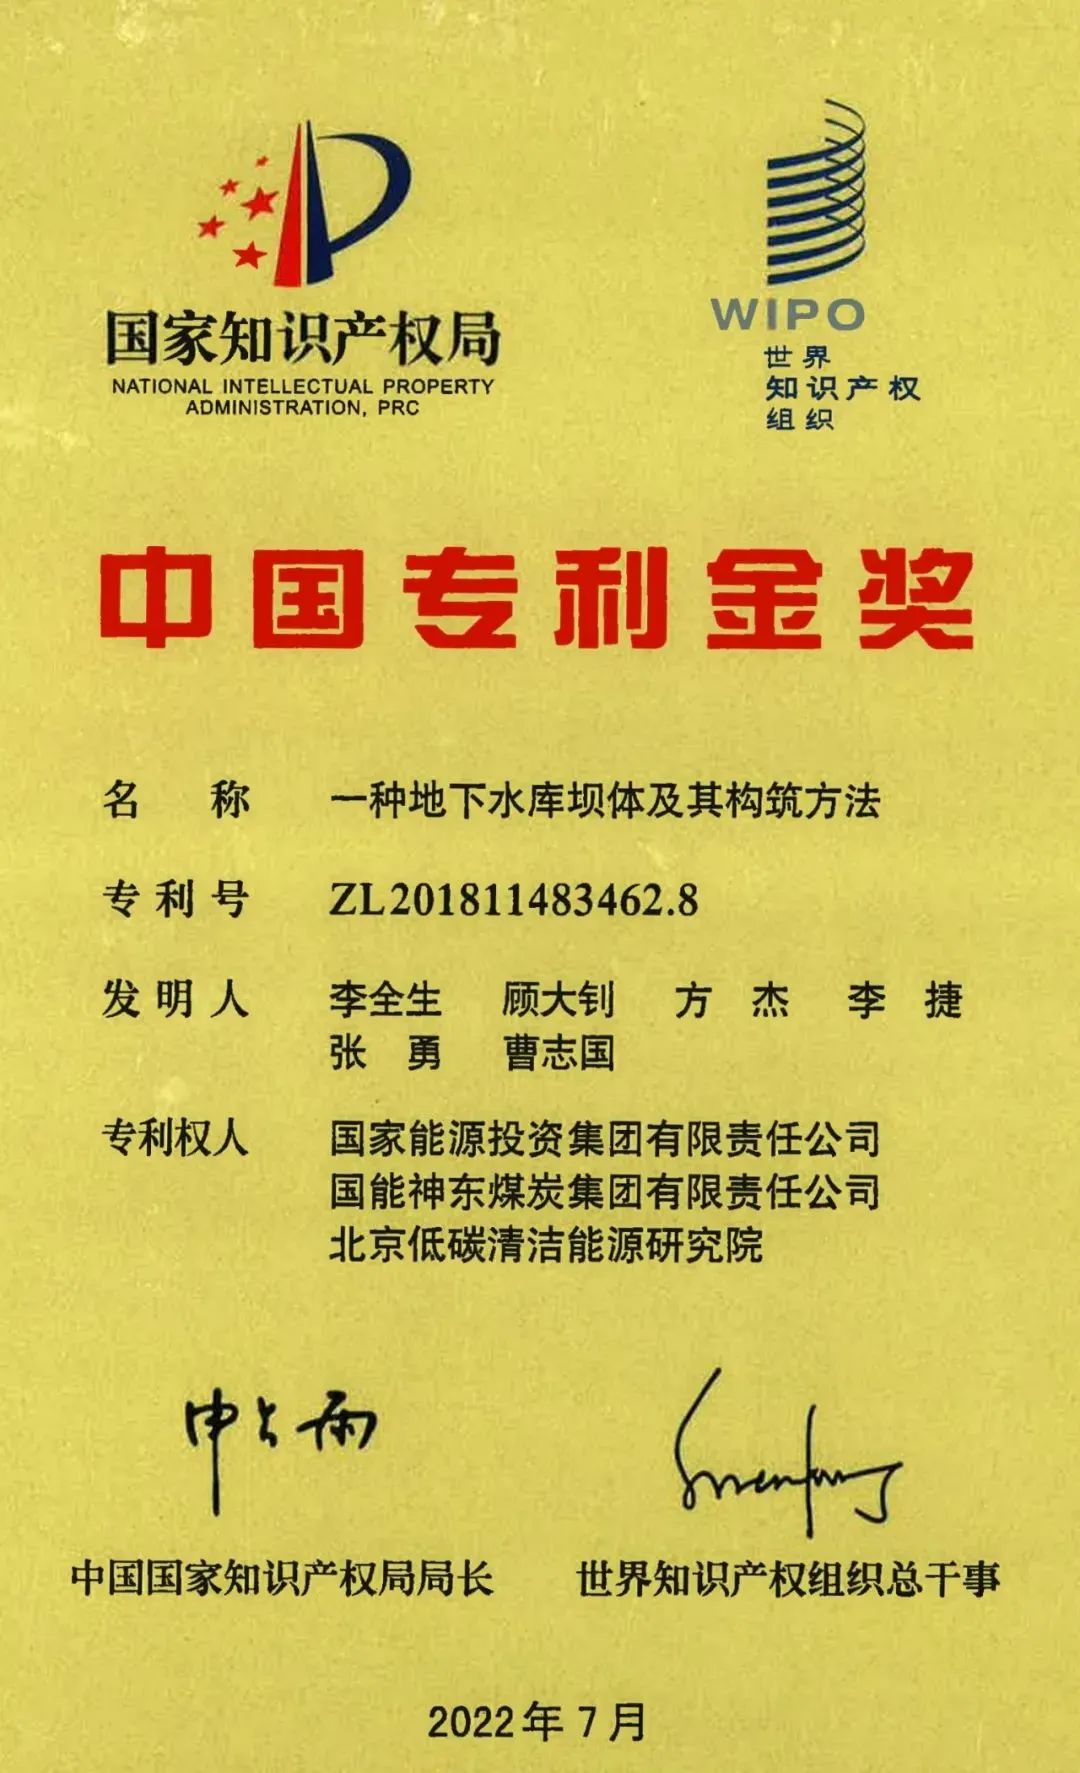 国家知识产权局
NATIONAL INTELLECTUAL PROPERTY
ADMINISTRATION, PRC
WIPO
世界
知识产权
组织
中国专利金奖
名称 一种地下水库坝体及其构筑方法
专利号 ZL201811483462.8
发明人 李全生 顾大钊 方杰 李捷
张勇 曹志国
专利权人 国家能源投资集团有限责任公司
国能神东煤炭集团有限责任公司
北京低碳清洁能源研究院
申长雨
中国国家知识产权局局长 世界知识产权组织总干事
2022年7月